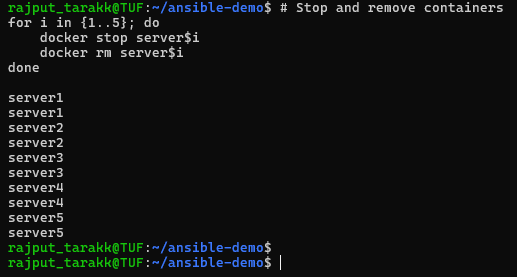 rajput_tarakk@TUF:~/ansible-demo$ # Stop and remove containers
for i in {1..5}; do
    docker stop server$i
    docker rm server$i
done
server1
server1
server2
server2
server3
server3
server4
server4
server5
server5
rajput_tarakk@TUF:~/ansible-demo$
rajput_tarakk@TUF:~/ansible-demo$